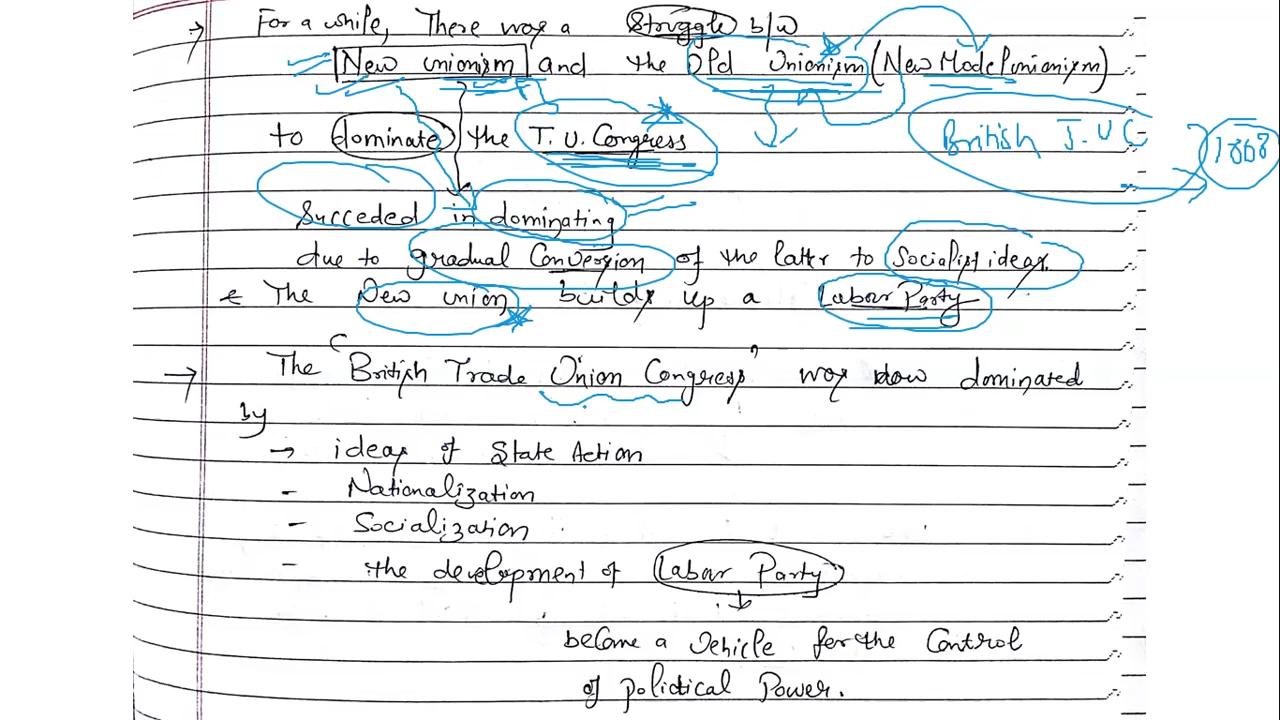 → For a while, There was a Struggle b/w
New unionism and the Old Unionism (New Model unionism)
to dominate the T. U. Congress British T.U.C 1868
Succeded in dominating
due to gradual Conversion of the latter to Socialist ideas.
& The New union builds up a Labor Party
→ The "British Trade Union Congress" was now dominated
by
→ ideas of State Action
- Nationalization
- Socialization
- the development of Labor Party
↓
become a Vehicle for the Control
of political Power.